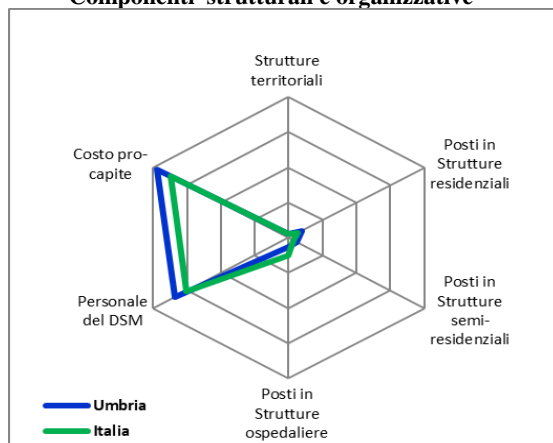 Componenti strutturali e organizzative
Strutture
territoriali
Posti in
Strutture
residenziali
Posti in
Strutture
semi-
residenziali
Posti in
Strutture
ospedaliere
Personale
del DSM
Costo pro-
capite
Umbria
Italia